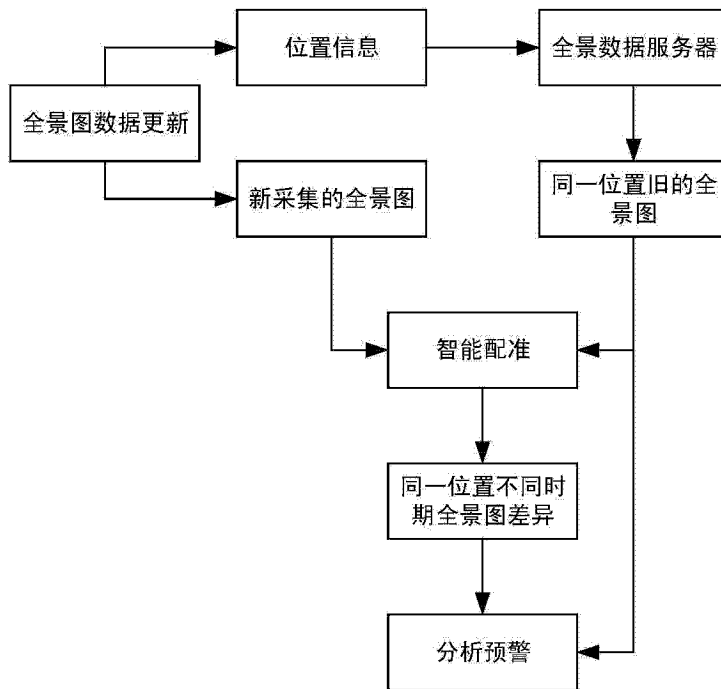 位置信息
全景数据服务器
全景图数据更新
新采集的全景图
同一位置旧的全
景图
智能配准
同一位置不同时
期全景图差异
分析预警